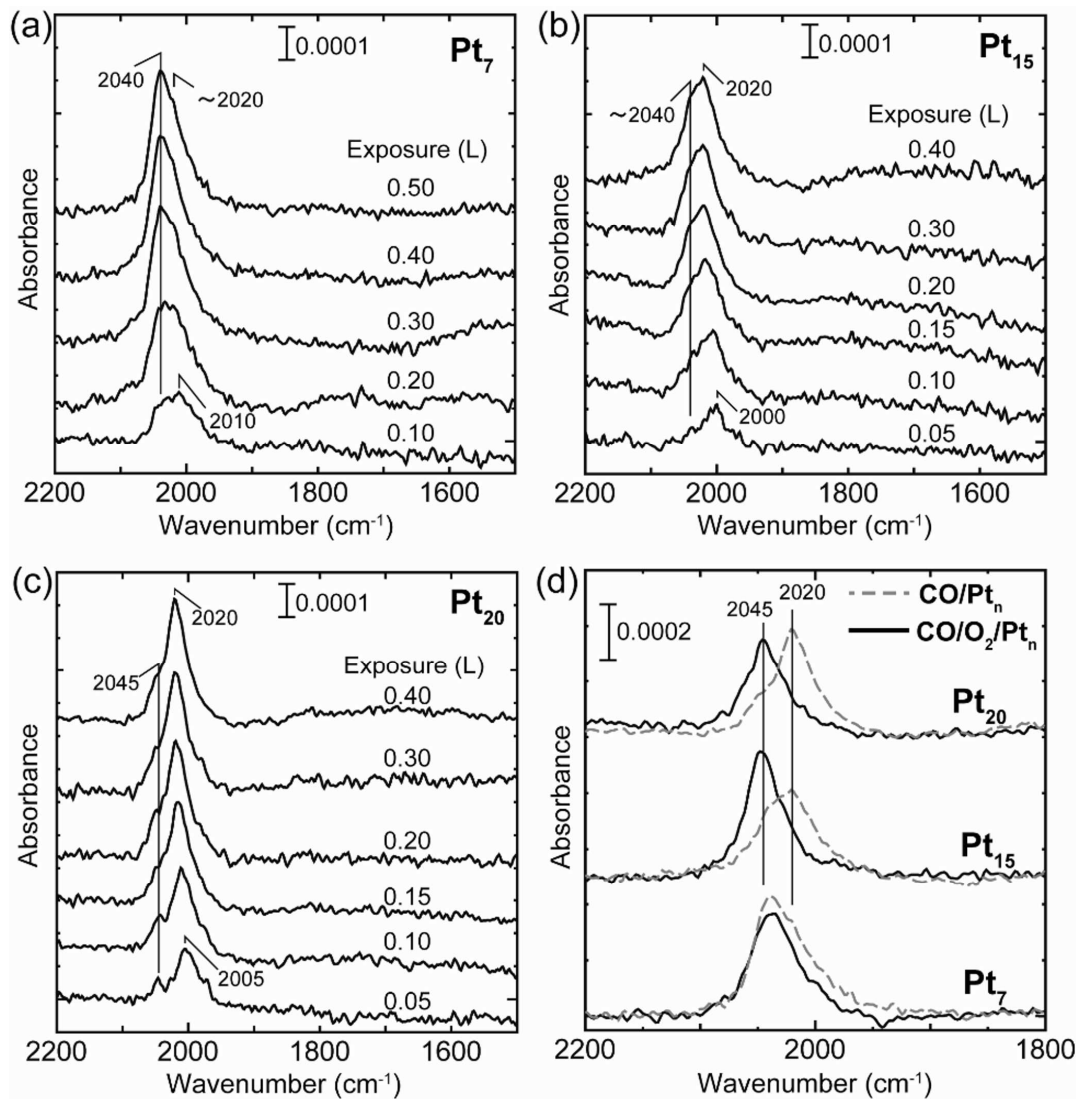 (a)
0.0001
Pt7
2040
~2020
Exposure (L)
0.50
0.40
0.30
0.20
2010
0.10
Absorbance
2200 2000 1800 1600
Wavenumber (cm-1)
(b)
0.0001
Pt15
2020
~2040
Exposure (L)
0.40
0.30
0.20
0.15
0.10
2000
0.05
Absorbance
2200 2000 1800 1600
Wavenumber (cm-1)
(c)
0.0001
Pt20
2020
Exposure (L)
2045
0.40
0.30
0.20
0.15
0.10
2005
0.05
Absorbance
2200 2000 1800 1600
Wavenumber (cm-1)
(d)
2045 2020
CO/Ptn
CO/O2/Ptn
0.0002
Pt20
Pt15
Pt7
Absorbance
2200 2000 1800
Wavenumber (cm-1)